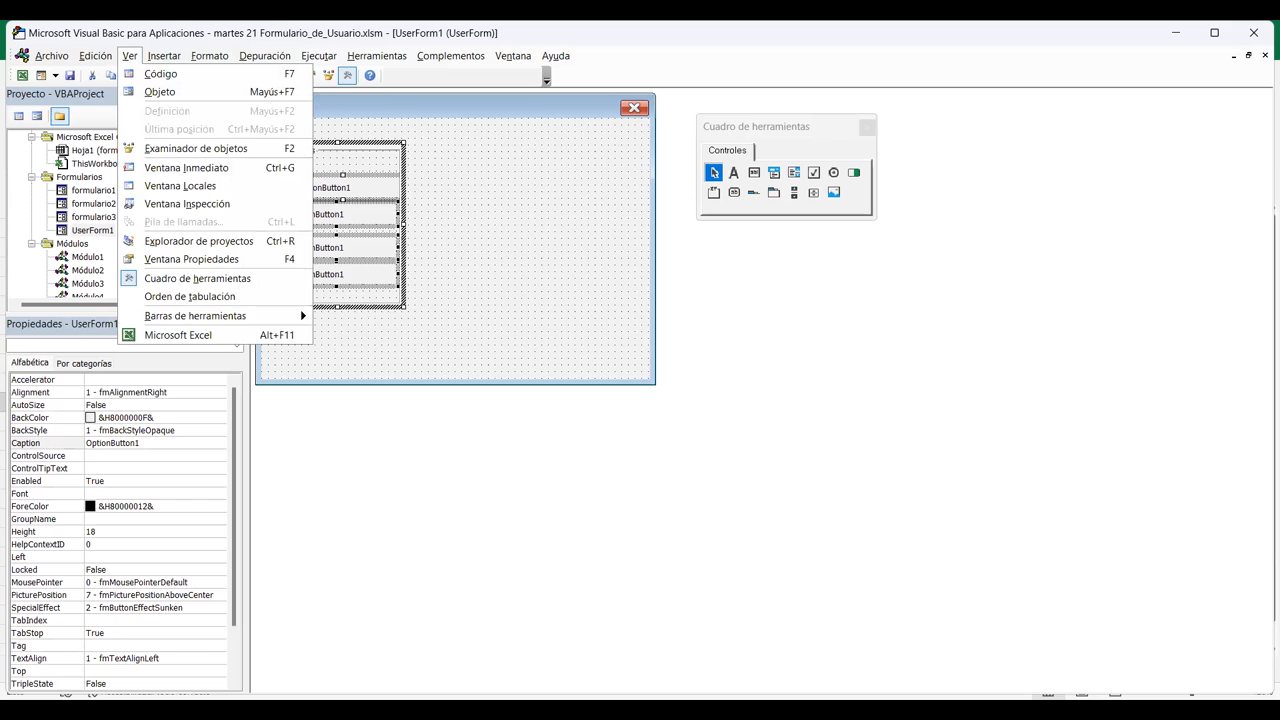 Microsoft Visual Basic para Aplicaciones - martes 21 Formulario_de_Usuario.xlsm - [UserForm1 (UserForm)]
Archivo Edición Ver Insertar Formato Depuración Ejecutar Herramientas Complementos Ventana Ayuda
Proyecto - VBAProject
Microsoft Excel
Hoja1 (form
ThisWorkbo
Formularios
formulario1
formulario2
formulario3
UserForm1
Módulos
Módulo1
Módulo2
Módulo3
Módulo4
Código F7
Objeto Mayús+F7
Definición Mayús+F2
Última posición Ctrl+Mayús+F2
Examinador de objetos F2
Ventana Inmediato Ctrl+G
Ventana Locales
Ventana Inspección
Pila de llamadas... Ctrl+L
Explorador de proyectos Ctrl+R
Ventana Propiedades F4
Cuadro de herramientas
Orden de tabulación
Barras de herramientas
Microsoft Excel Alt+F11
onButton1
nButton1
nButton1
nButton1
Cuadro de herramientas
Controles
Propiedades - UserForm1
Alfabética Por categorías
Accelerator
Alignment 1 - fmAlignmentRight
AutoSize False
BackColor &H8000000F&
BackStyle 1 - fmBackStyleOpaque
Caption OptionButton1
ControlSource
ControlTipText
Enabled True
Font
ForeColor &H80000012&
GroupName
Height 18
HelpContextID 0
Left
Locked False
MousePointer 0 - fmMousePointerDefault
PicturePosition 7 - fmPicturePositionAboveCenter
SpecialEffect 2 - fmButtonEffectSunken
TabIndex
TabStop True
Tag
TextAlign 1 - fmTextAlignLeft
Top
TripleState False